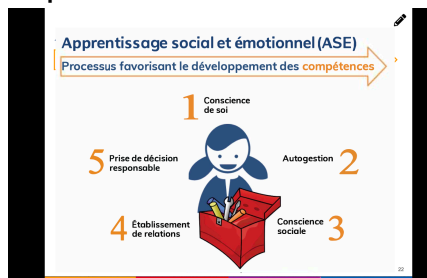 Apprentissage social et émotionnel (ASE)
Processus favorisant le développement des compétences
1 Conscience
de soi
5 Prise de décision
responsable
Autogestion 2
4 Établissement
de relations
Conscience
sociale 3
22